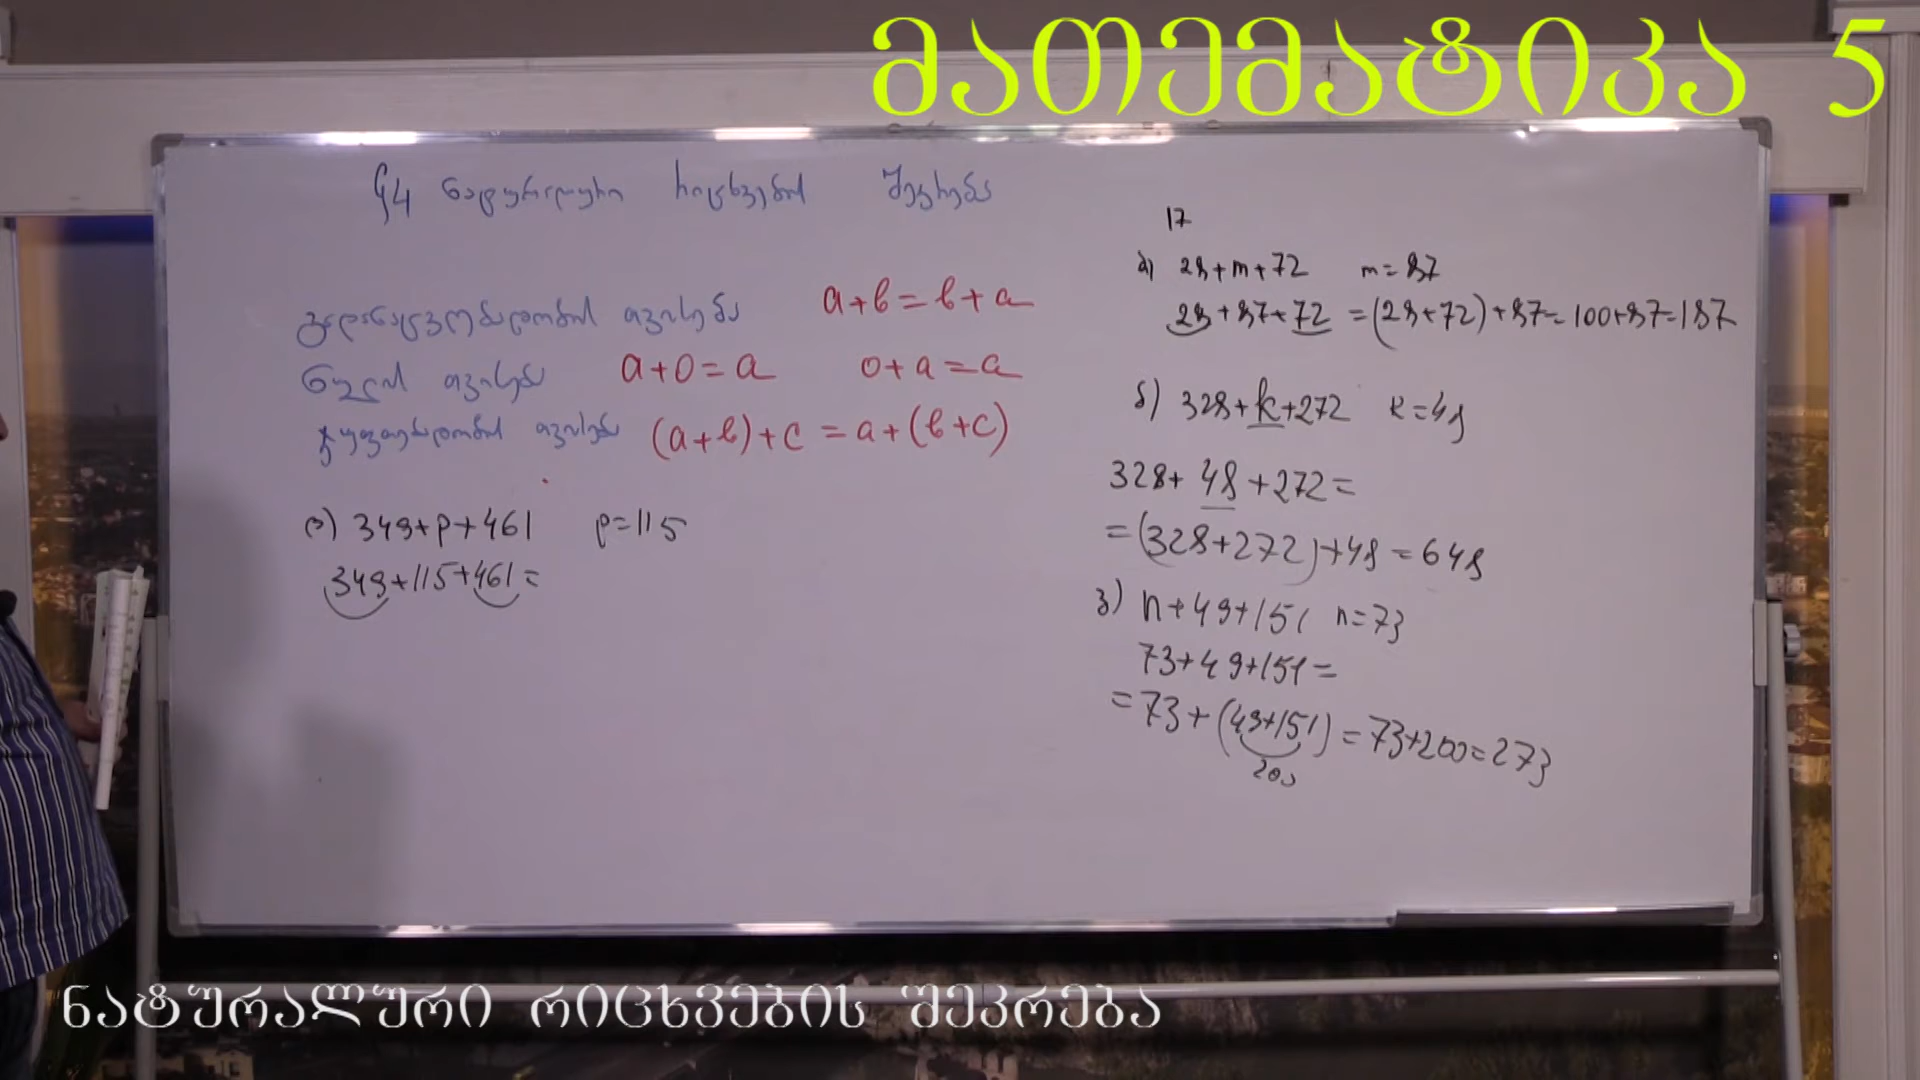 მათემატიკა 5
§4 ნატურალური რიცხვების შეკრება
გადანაცვლებადობის თვისება a+b=b+a
ნულის თვისება a+0=a 0+a=a
ჯუფთებადობის თვისება (a+b)+c=a+(b+c)
დ) 349+p+461 p=115
349+115+461=
17
ა) 28+m+72 m=87
28+87+72=(28+72)+87=100+87=187
ბ) 328+k+272 k=48
328+48+272=
=(328+272)+48=648
გ) n+49+151 n=73
73+49+151=
=73+(49+151)=73+200=273
200
ნატურალური რიცხვების შეკრება